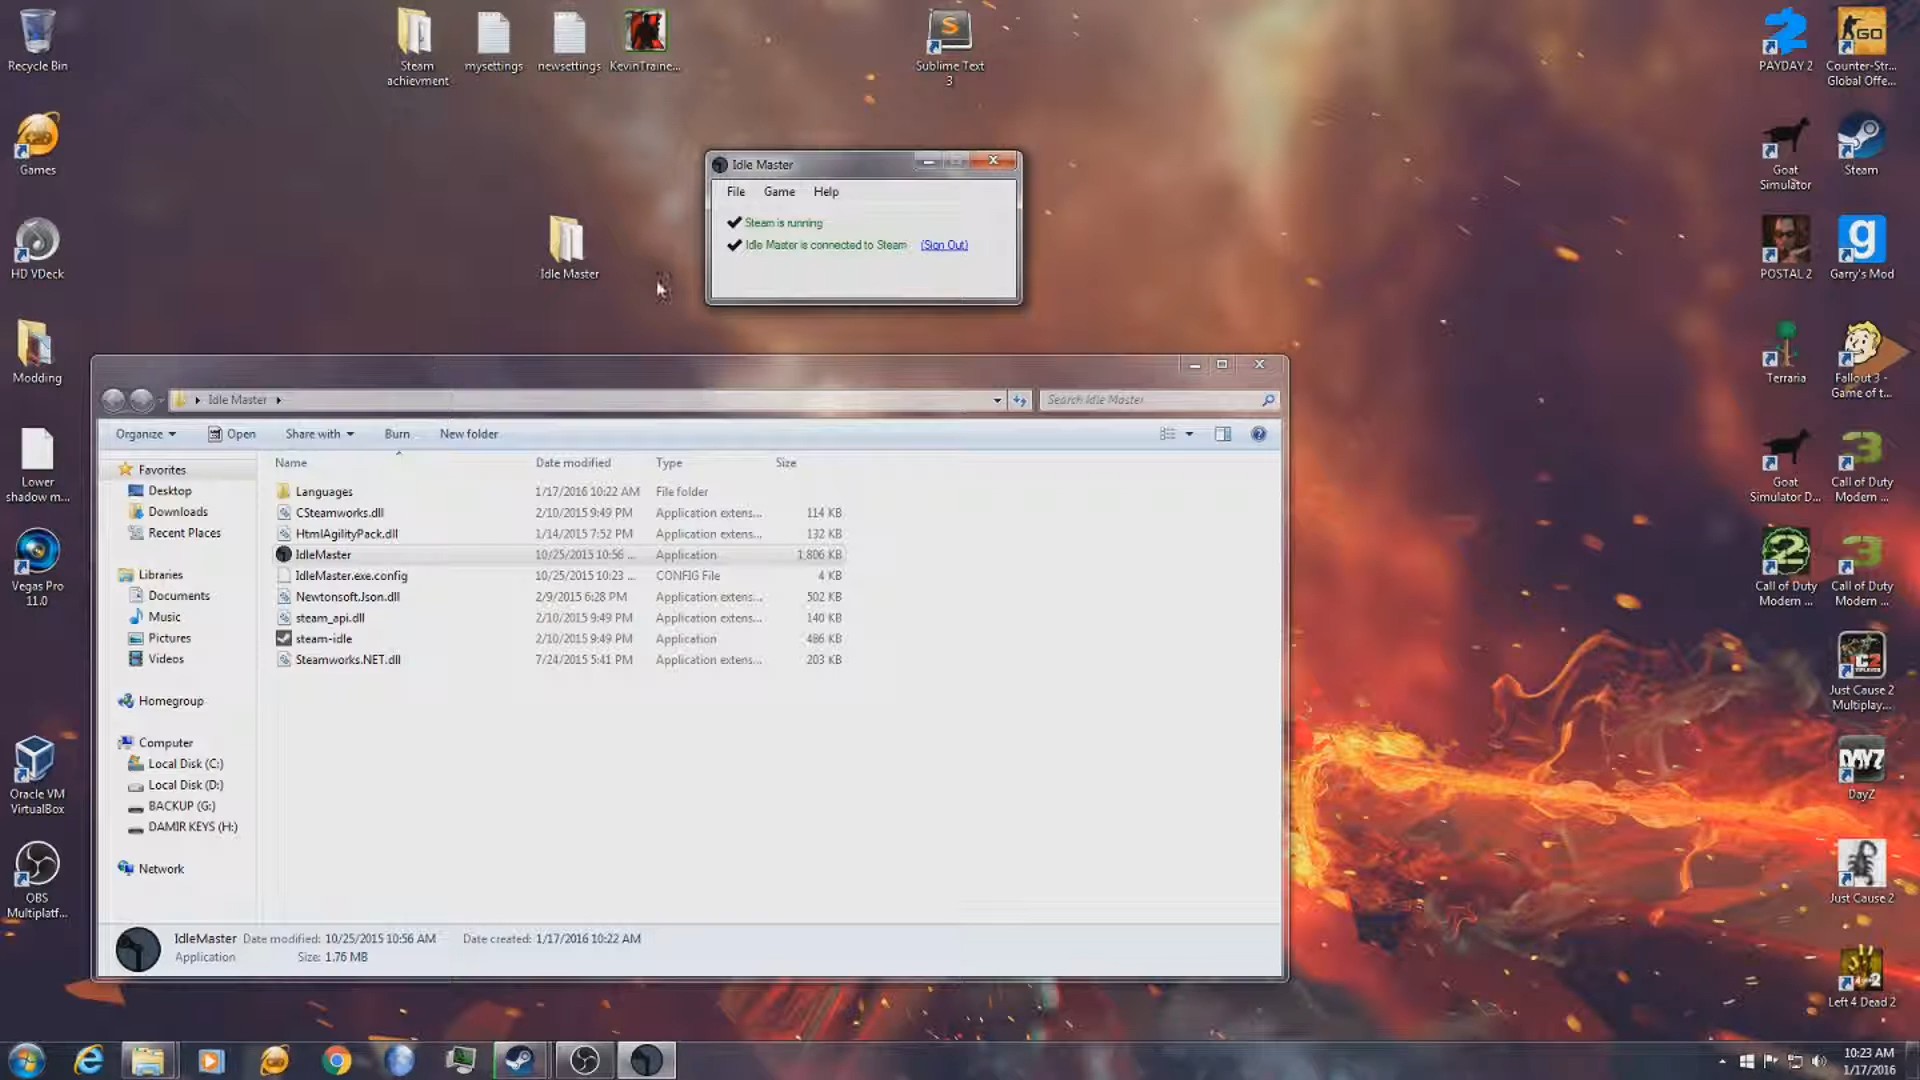 Recycle Bin
Steam
achievment
mysettings
newsettings
KevinTraine...
Sublime Text
3
PAYDAY 2
Counter-Str...
Global Offe...
Games
Goat
Simulator
Steam
HD VDeck
Idle Master
POSTAL 2
Garry's Mod
Modding
Terraria
Fallout 3 -
Game of t...
Lower
shadow m...
Goat
Simulator D...
Call of Duty
Modern ...
Vegas Pro
11.0
Call of Duty
Modern ...
Call of Duty
Modern ...
Just Cause 2
Multiplay...
Oracle VM
VirtualBox
DAYZ
DayZ
OBS
Multiplatf...
Just Cause 2
Left 4 Dead 2
Idle Master
File Game Help
Steam is running
Idle Master is connected to Steam (Sign Out)
Idle Master
Search Idle Master
Organize Open Share with Burn New folder
Name Date modified Type Size
Favorites
Desktop
Downloads
Recent Places
Libraries
Documents
Music
Pictures
Videos
Homegroup
Computer
Local Disk (C:)
Local Disk (D:)
BACKUP (G:)
DAMIR KEYS (H:)
Network
Languages 1/17/2016 10:22 AM File folder
CSteamworks.dll 2/10/2015 9:49 PM Application extens... 114 KB
HtmlAgilityPack.dll 1/14/2015 7:52 PM Application extens... 132 KB
IdleMaster 10/25/2015 10:56 ... Application 1,806 KB
IdleMaster.exe.config 10/25/2015 10:23 ... CONFIG File 4 KB
Newtonsoft.Json.dll 2/9/2015 6:28 PM Application extens... 502 KB
steam_api.dll 2/10/2015 9:49 PM Application extens... 140 KB
steam-idle 2/10/2015 9:49 PM Application 486 KB
Steamworks.NET.dll 7/24/2015 5:41 PM Application extens... 203 KB
IdleMaster Date modified: 10/25/2015 10:56 AM Date created: 1/17/2016 10:22 AM
Application Size: 1.76 MB
10:23 AM
1/17/2016